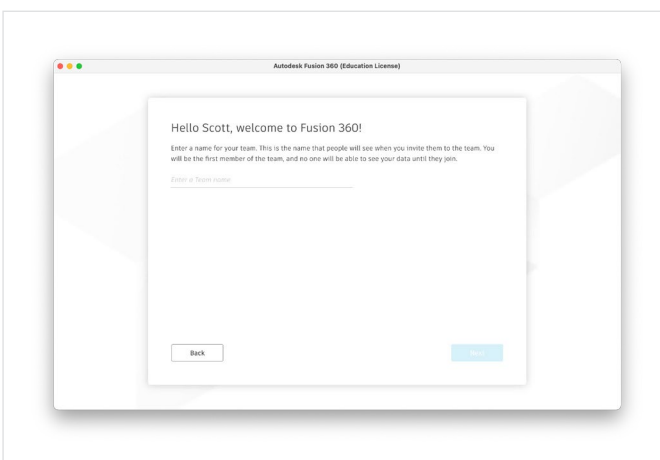 Autodesk Fusion 360 (Education License)
Hello Scott, welcome to Fusion 360!
Enter a name for your team. This is the name that people will see when you invite them to the team. You
will be the first member of the team, and no one will be able to see your data until they join.
Enter a Team name
Back
Next